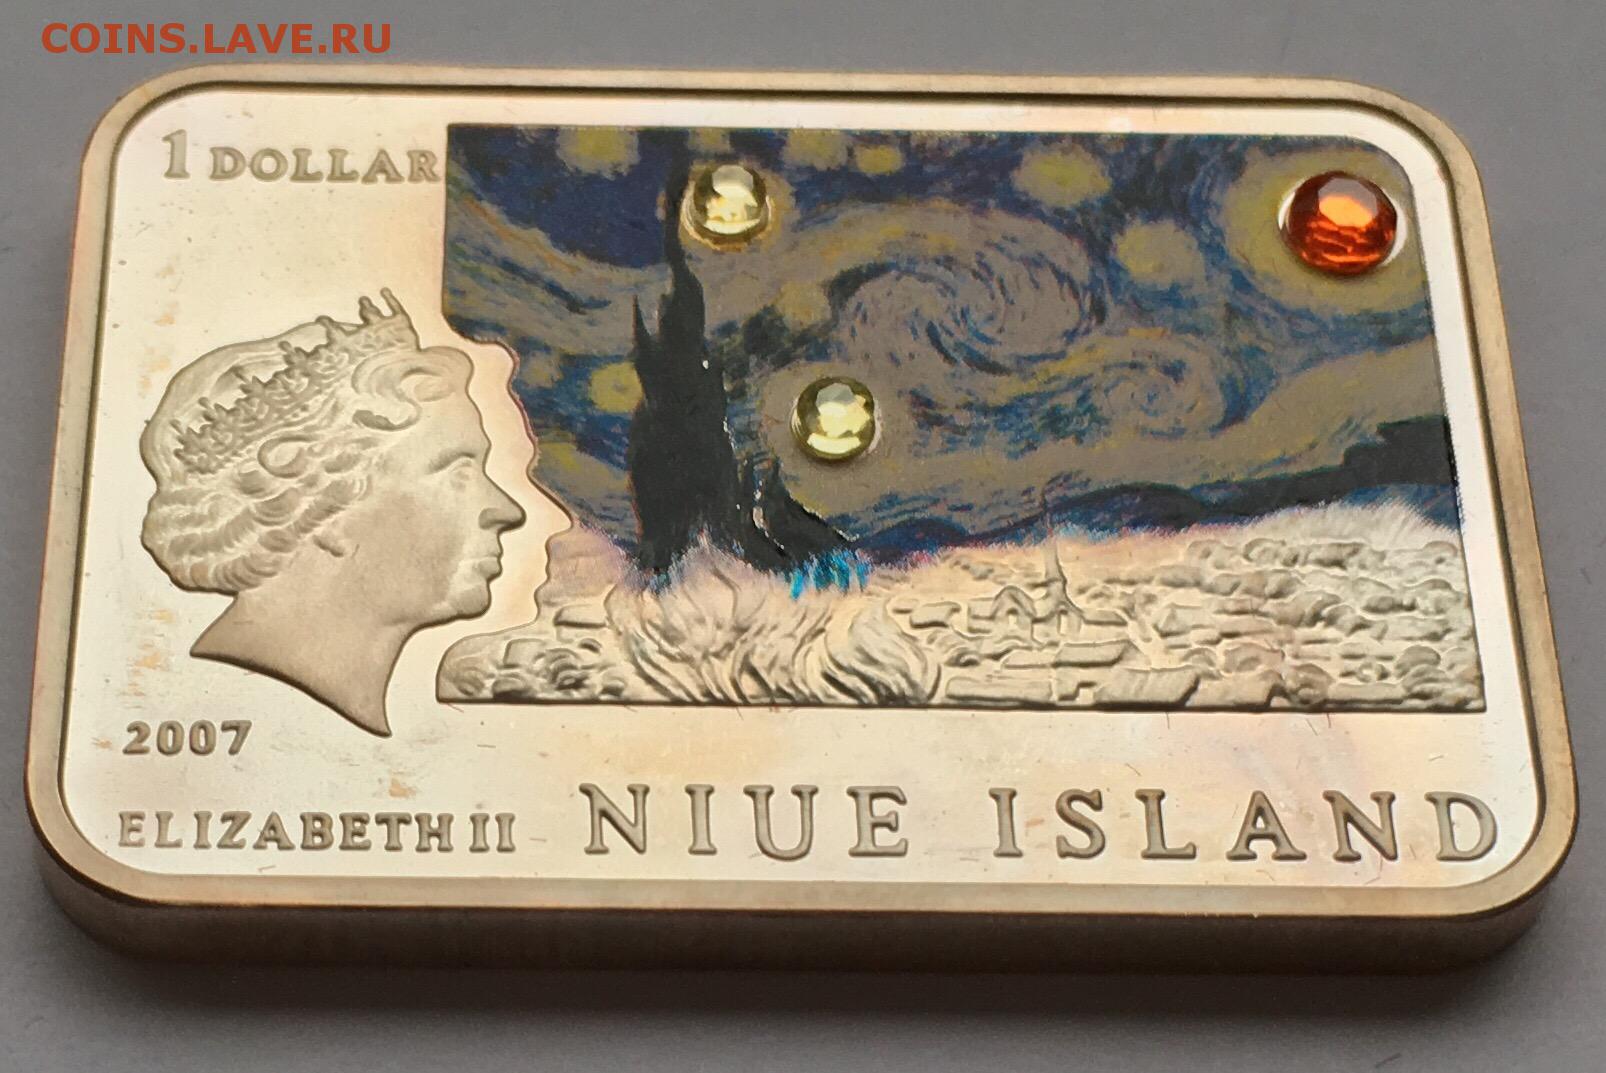 COINS.LAVE.RU
1 DOLLAR
2007
ELIZABETH II
NIUE ISLAND